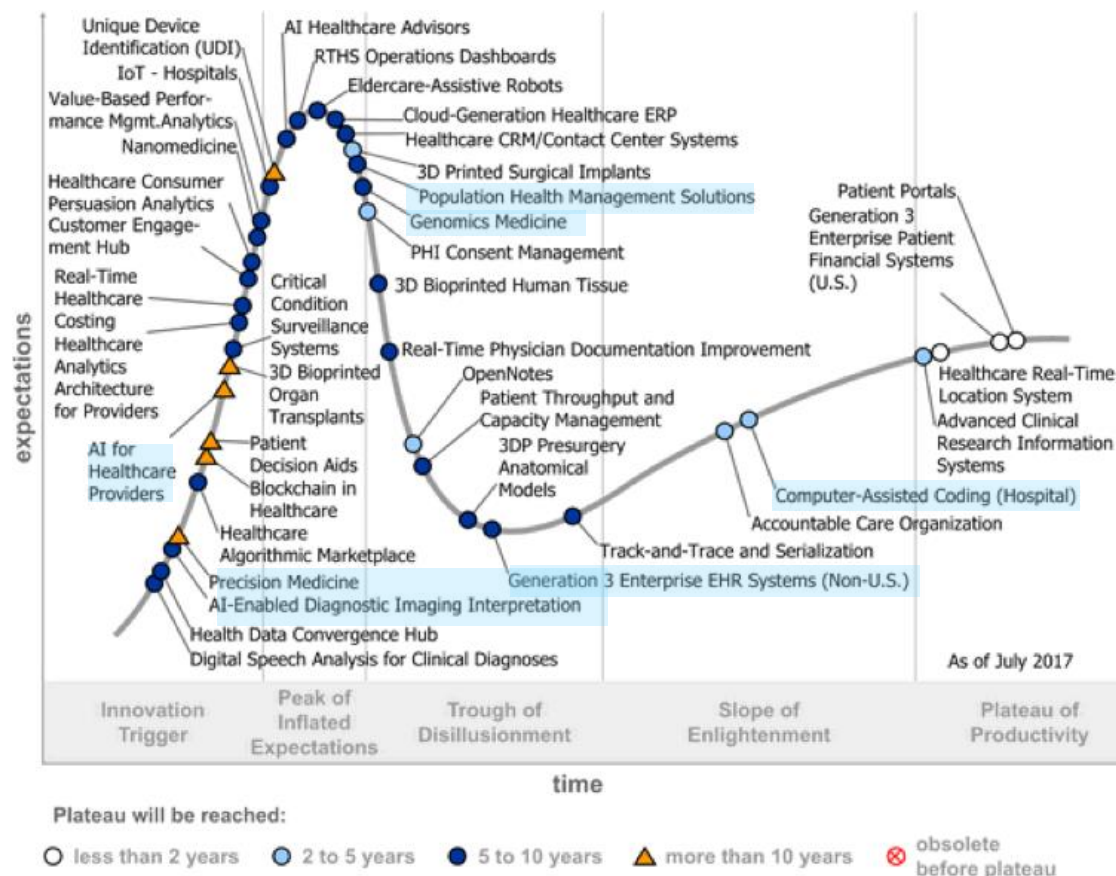 Unique Device
Identification (UDI)
IoT - Hospitals
Value-Based Perfor-
mance Mgmt.Analytics
Nanomedicine
Healthcare Consumer
Persuasion Analytics
Customer Engage-
ment Hub
Real-Time
Healthcare
Costing
Healthcare
Analytics
Architecture
for Providers
AI for
Healthcare
Providers
AI Healthcare Advisors
RTHS Operations Dashboards
Eldercare-Assistive Robots
Cloud-Generation Healthcare ERP
Healthcare CRM/Contact Center Systems
3D Printed Surgical Implants
Population Health Management Solutions
Genomics Medicine
PHI Consent Management
3D Bioprinted Human Tissue
Critical
Condition
Surveillance
Systems
3D Bioprinted
Organ
Transplants
Patient
Decision Aids
Blockchain in
Healthcare
Healthcare
Algorithmic Marketplace
Precision Medicine
AI-Enabled Diagnostic Imaging Interpretation
Health Data Convergence Hub
Digital Speech Analysis for Clinical Diagnoses
Real-Time Physician Documentation Improvement
OpenNotes
Patient Throughput and
Capacity Management
3DP Presurgery
Anatomical
Models
Generation 3 Enterprise EHR Systems (Non-U.S.)
Track-and-Trace and Serialization
Accountable Care Organization
Computer-Assisted Coding (Hospital)
Patient Portals
Generation 3
Enterprise Patient
Financial Systems
(U.S.)
Healthcare Real-Time
Location System
Advanced Clinical
Research Information
Systems
As of July 2017
expectations
Innovation
Trigger
Peak of
Inflated
Expectations
Trough of
Disillusionment
Slope of
Enlightenment
Plateau of
Productivity
time
Plateau will be reached:
less than 2 years
2 to 5 years
5 to 10 years
more than 10 years
obsolete
before plateau